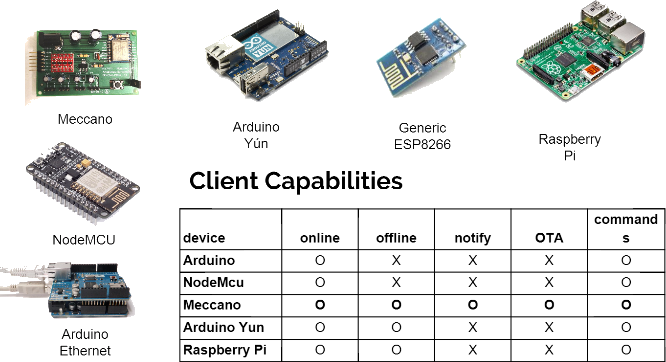 Meccano
Arduino
Yún
Generic
ESP8266
Raspberry
Pi
NodeMCU
Arduino
Ethernet
Client Capabilities
device online offline notify OTA command
s
Arduino O X X X O
NodeMcu O X X X O
Meccano O O O O O
Arduino Yun O O X X O
Raspberry Pi O O X X O